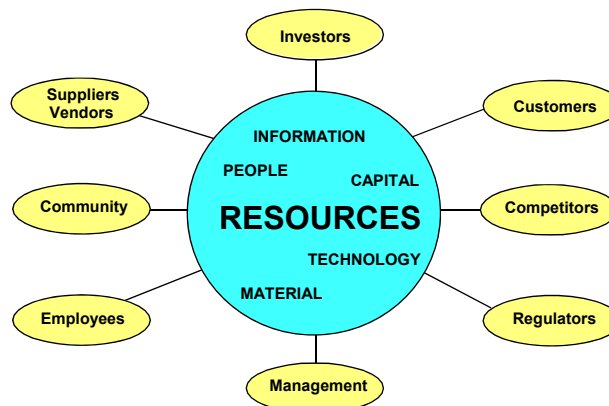 Investors
Suppliers
Vendors
Customers
INFORMATION
PEOPLE
CAPITAL
Community
RESOURCES
Competitors
TECHNOLOGY
MATERIAL
Employees
Regulators
Management